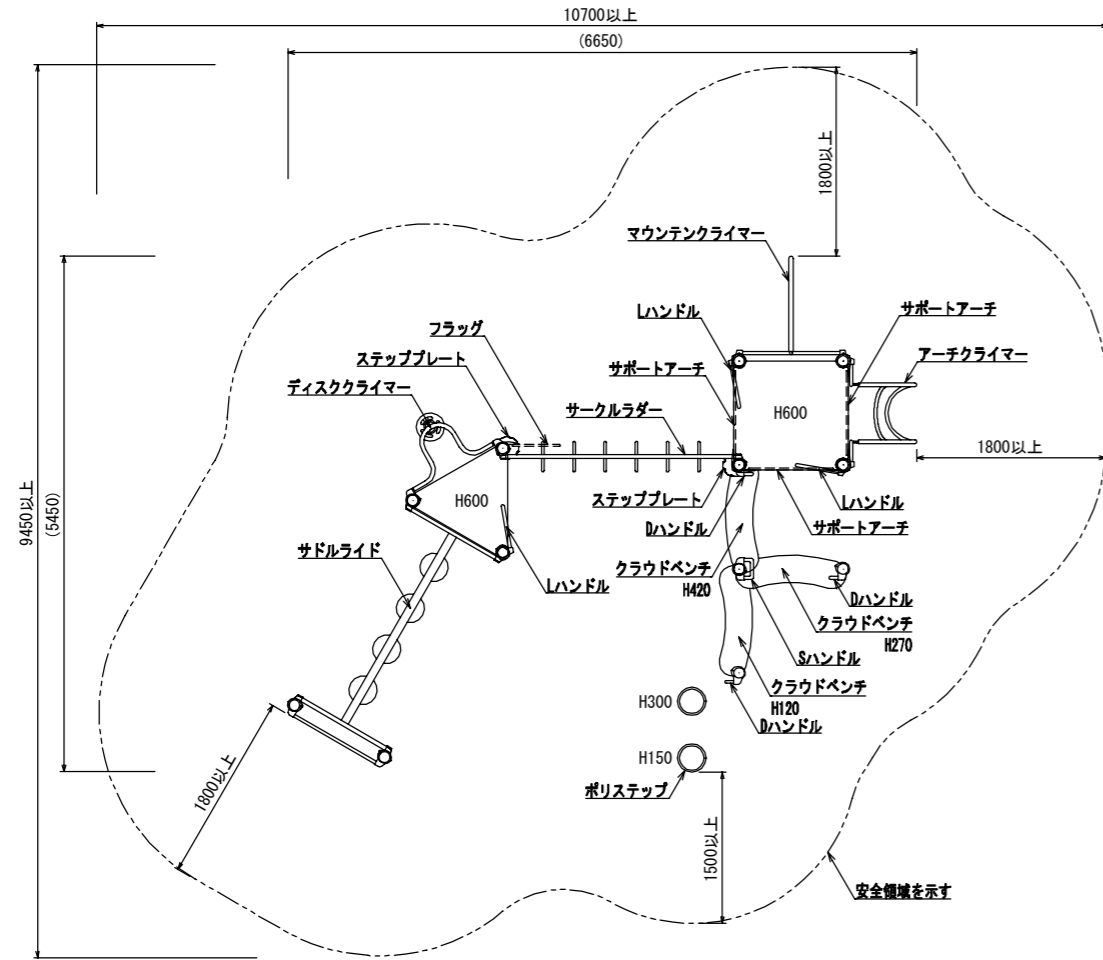 10700以上
(6650)
1800以上
マウンテンクライマー
Lハンドル
サポートアーチ
フラッグ
アーチクライマー
ステッププレート
サポートアーチ
ディスククライマー
サークルラダー
H600
1800以上
H600
ステッププレート
Lハンドル
Dハンドル
サポートアーチ
9450以上
(5450)
サドルライド
Lハンドル
クラウドベンチ
H420
Dハンドル
クラウドベンチ
H270
Sハンドル
クラウドベンチ
H120
Dハンドル
H300
H150
ポリステップ
1800以上
1500以上
安全領域を示す